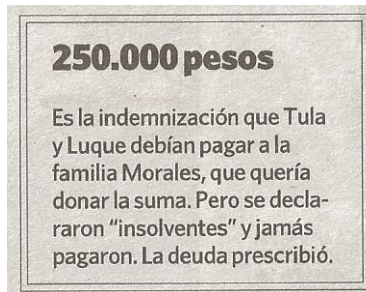 250.000 pesos
Es la indemnización que Tula
y Luque debían pagar a la
familia Morales, que quería
donar la suma. Pero se decla-
raron “insolventes” y jamás
pagaron. La deuda prescribió.